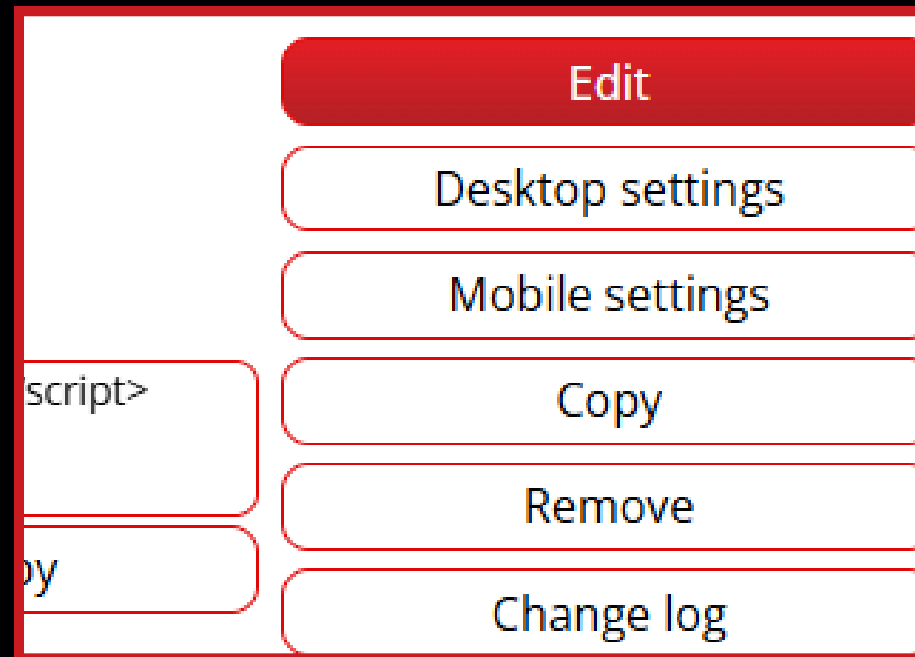 Edit
Desktop settings
Mobile settings
/script>
Copy
Remove
Change log